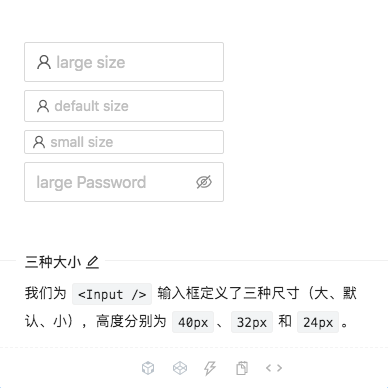 large size
default size
small size
large Password
三种大小
我们为 <Input /> 输入框定义了三种尺寸（大、默
认、小），高度分别为 40px 、 32px 和 24px 。